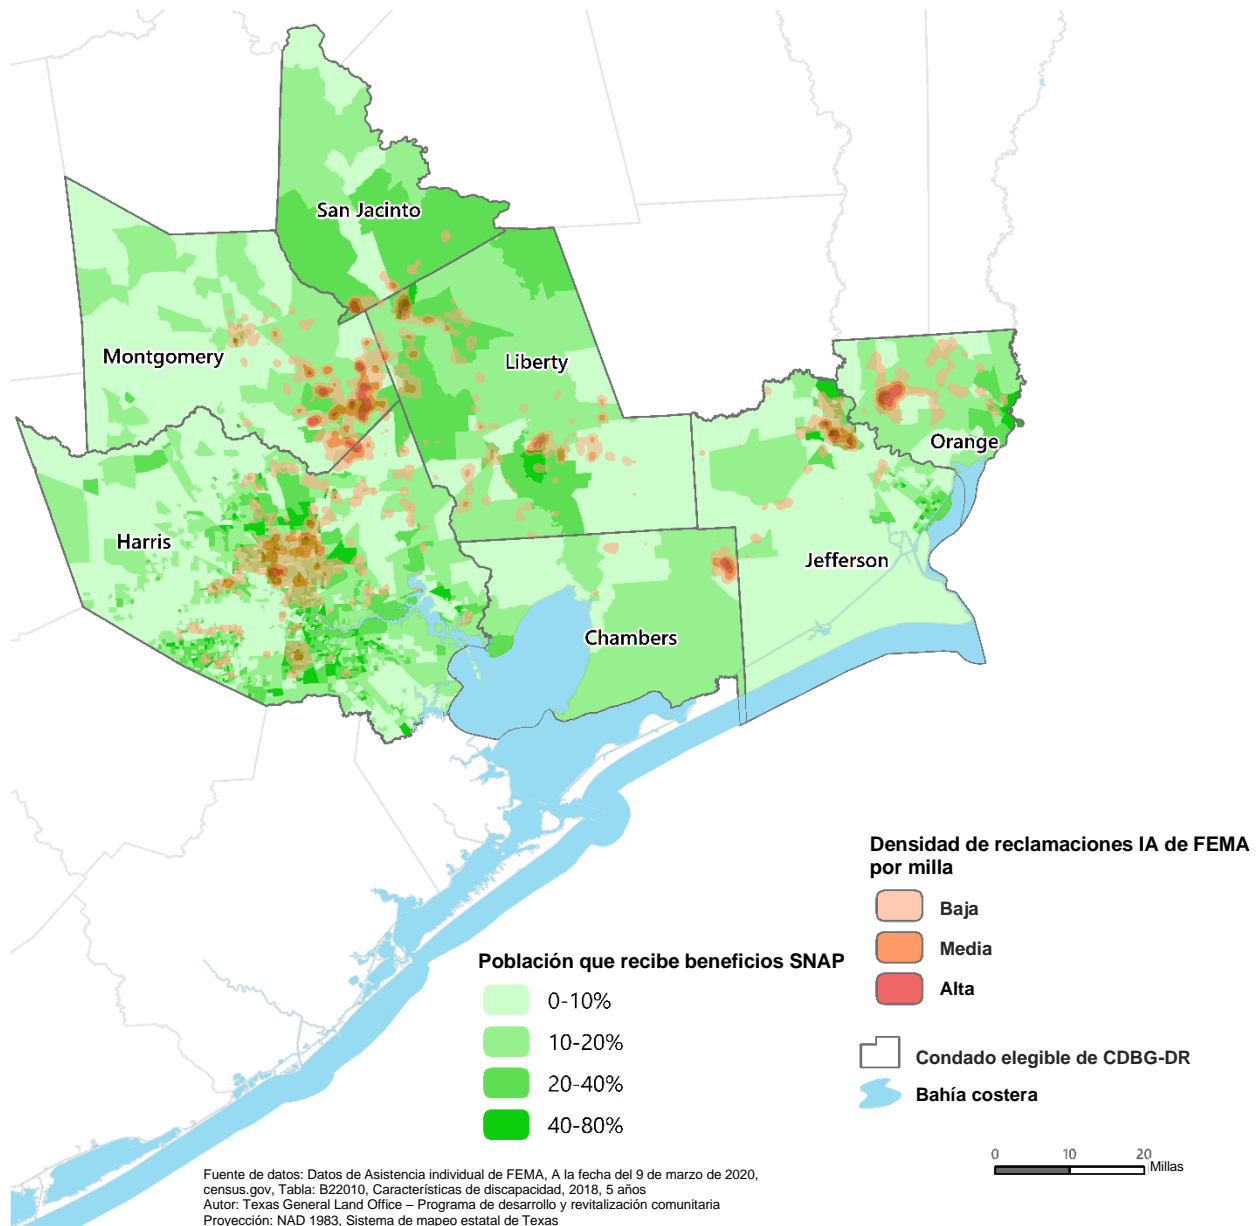 San Jacinto
Montgomery
Liberty
Orange
Harris
Jefferson
Chambers
Densidad de reclamaciones IA de FEMA
por milla
Baja
Media
Alta
Población que recibe beneficios SNAP
0-10%
10-20%
20-40%
40-80%
Condado elegible de CDBG-DR
Bahía costera
0 10 20
Millas
Fuente de datos: Datos de Asistencia individual de FEMA, A la fecha del 9 de marzo de 2020,
census.gov, Tabla: B22010, Características de discapacidad, 2018, 5 años
Autor: Texas General Land Office – Programa de desarrollo y revitalización comunitaria
Proyección: NAD 1983, Sistema de mapeo estatal de Texas